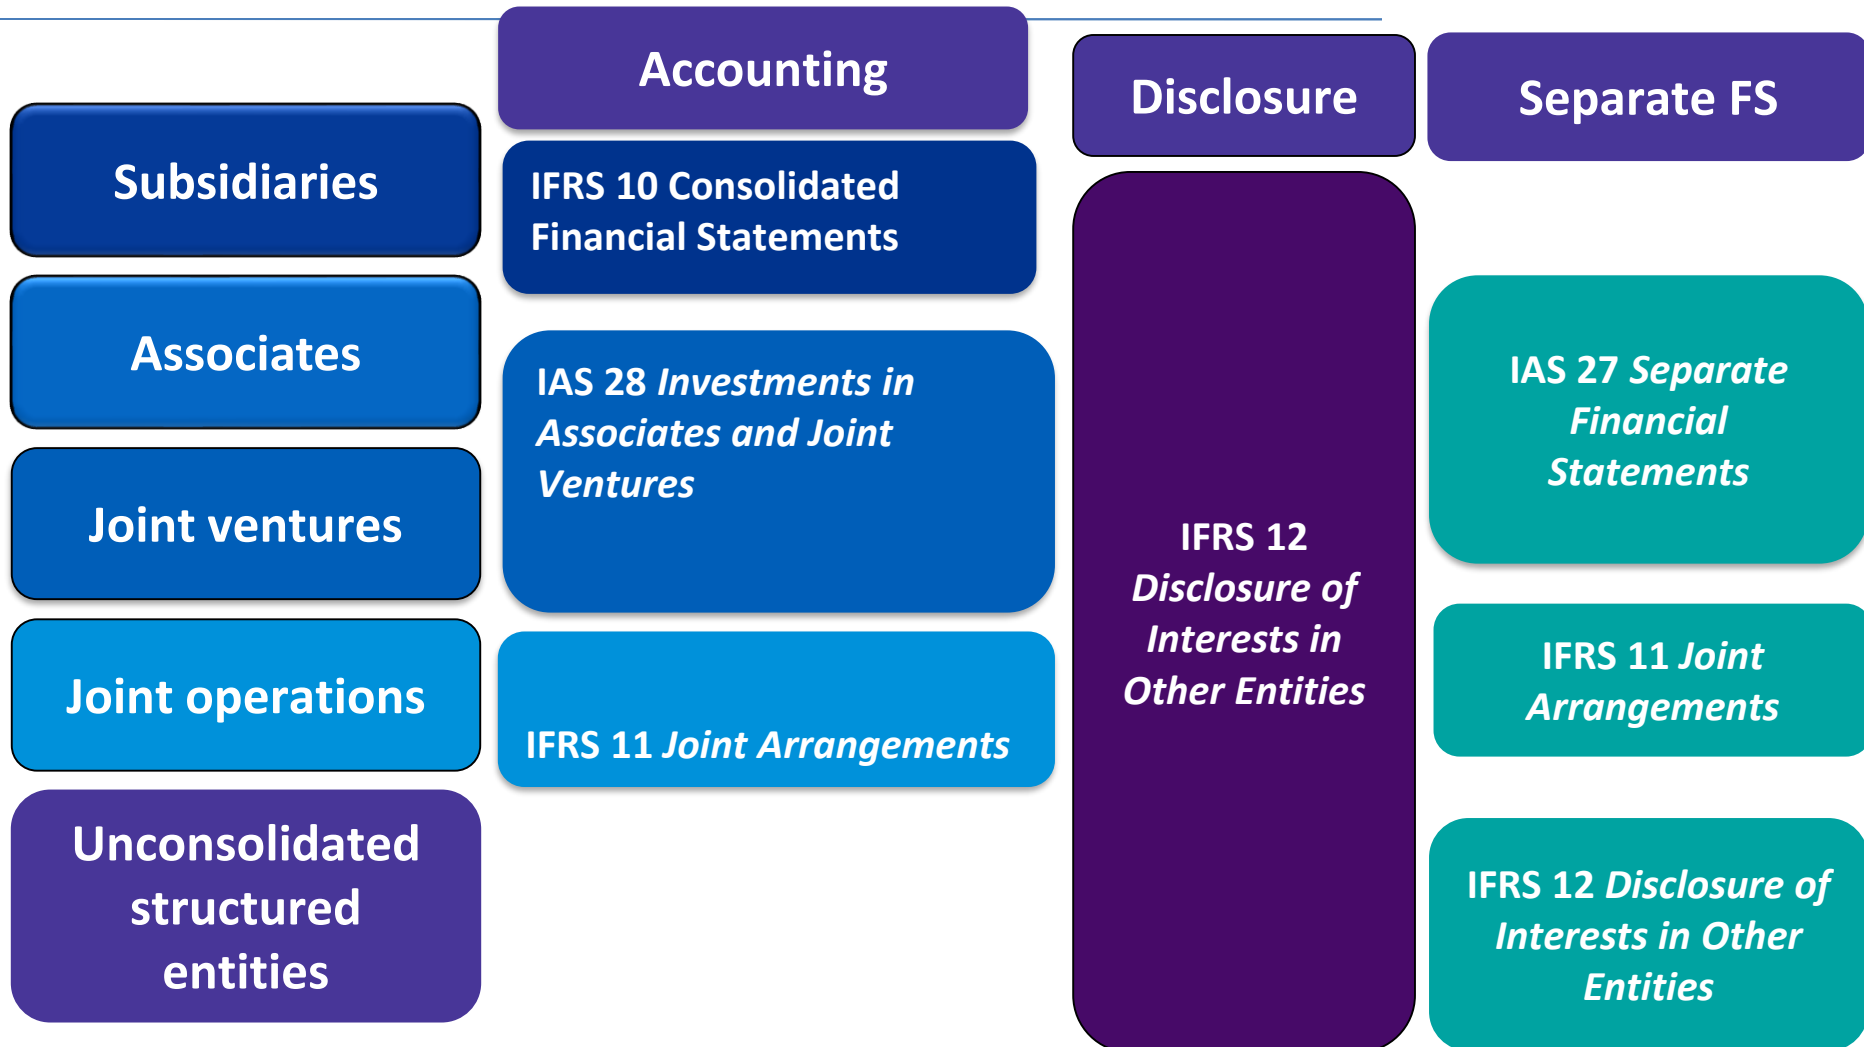 Accounting
Disclosure
Separate FS
Subsidiaries
IFRS 10 Consolidated
Financial Statements
Associates
IAS 28 Investments in
Associates and Joint
Ventures
Joint ventures
Joint operations
IFRS 11 Joint Arrangements
Unconsolidated
structured
entities
IFRS 12
Disclosure of
Interests in
Other Entities
IAS 27 Separate
Financial
Statements
IFRS 11 Joint
Arrangements
IFRS 12 Disclosure of
Interests in Other
Entities